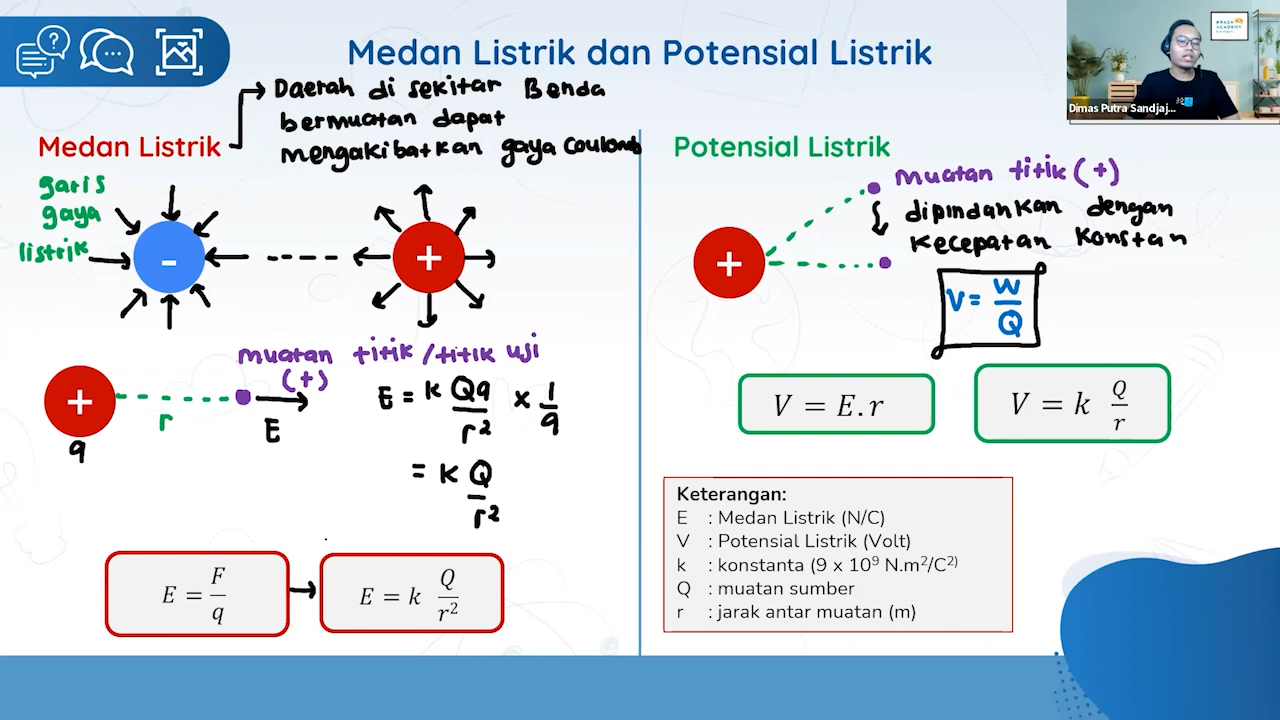 Medan Listrik dan Potensial Listrik
BRAIN
ACADEMY
Dimas Putra Sandjaj...
Medan Listrik
Daerah di sekitar Benda
bermuatan dapat
mengakibatkan gaya Coulomb
garis
gaya
listrik
-
+
+
q
r
muatan titik / titik uji
(+)
E
E = k Qq/r² × 1/q
= k Q/r²
E = F/q
E = k Q/r²
Potensial Listrik
+
muatan titik (+)
dipindahkan dengan
kecepatan konstan
V = W/Q
V = E.r
V = k Q/r
Keterangan:
E : Medan Listrik (N/C)
V : Potensial Listrik (Volt)
k : konstanta (9 x 10⁹ N.m²/C²)
Q : muatan sumber
r : jarak antar muatan (m)